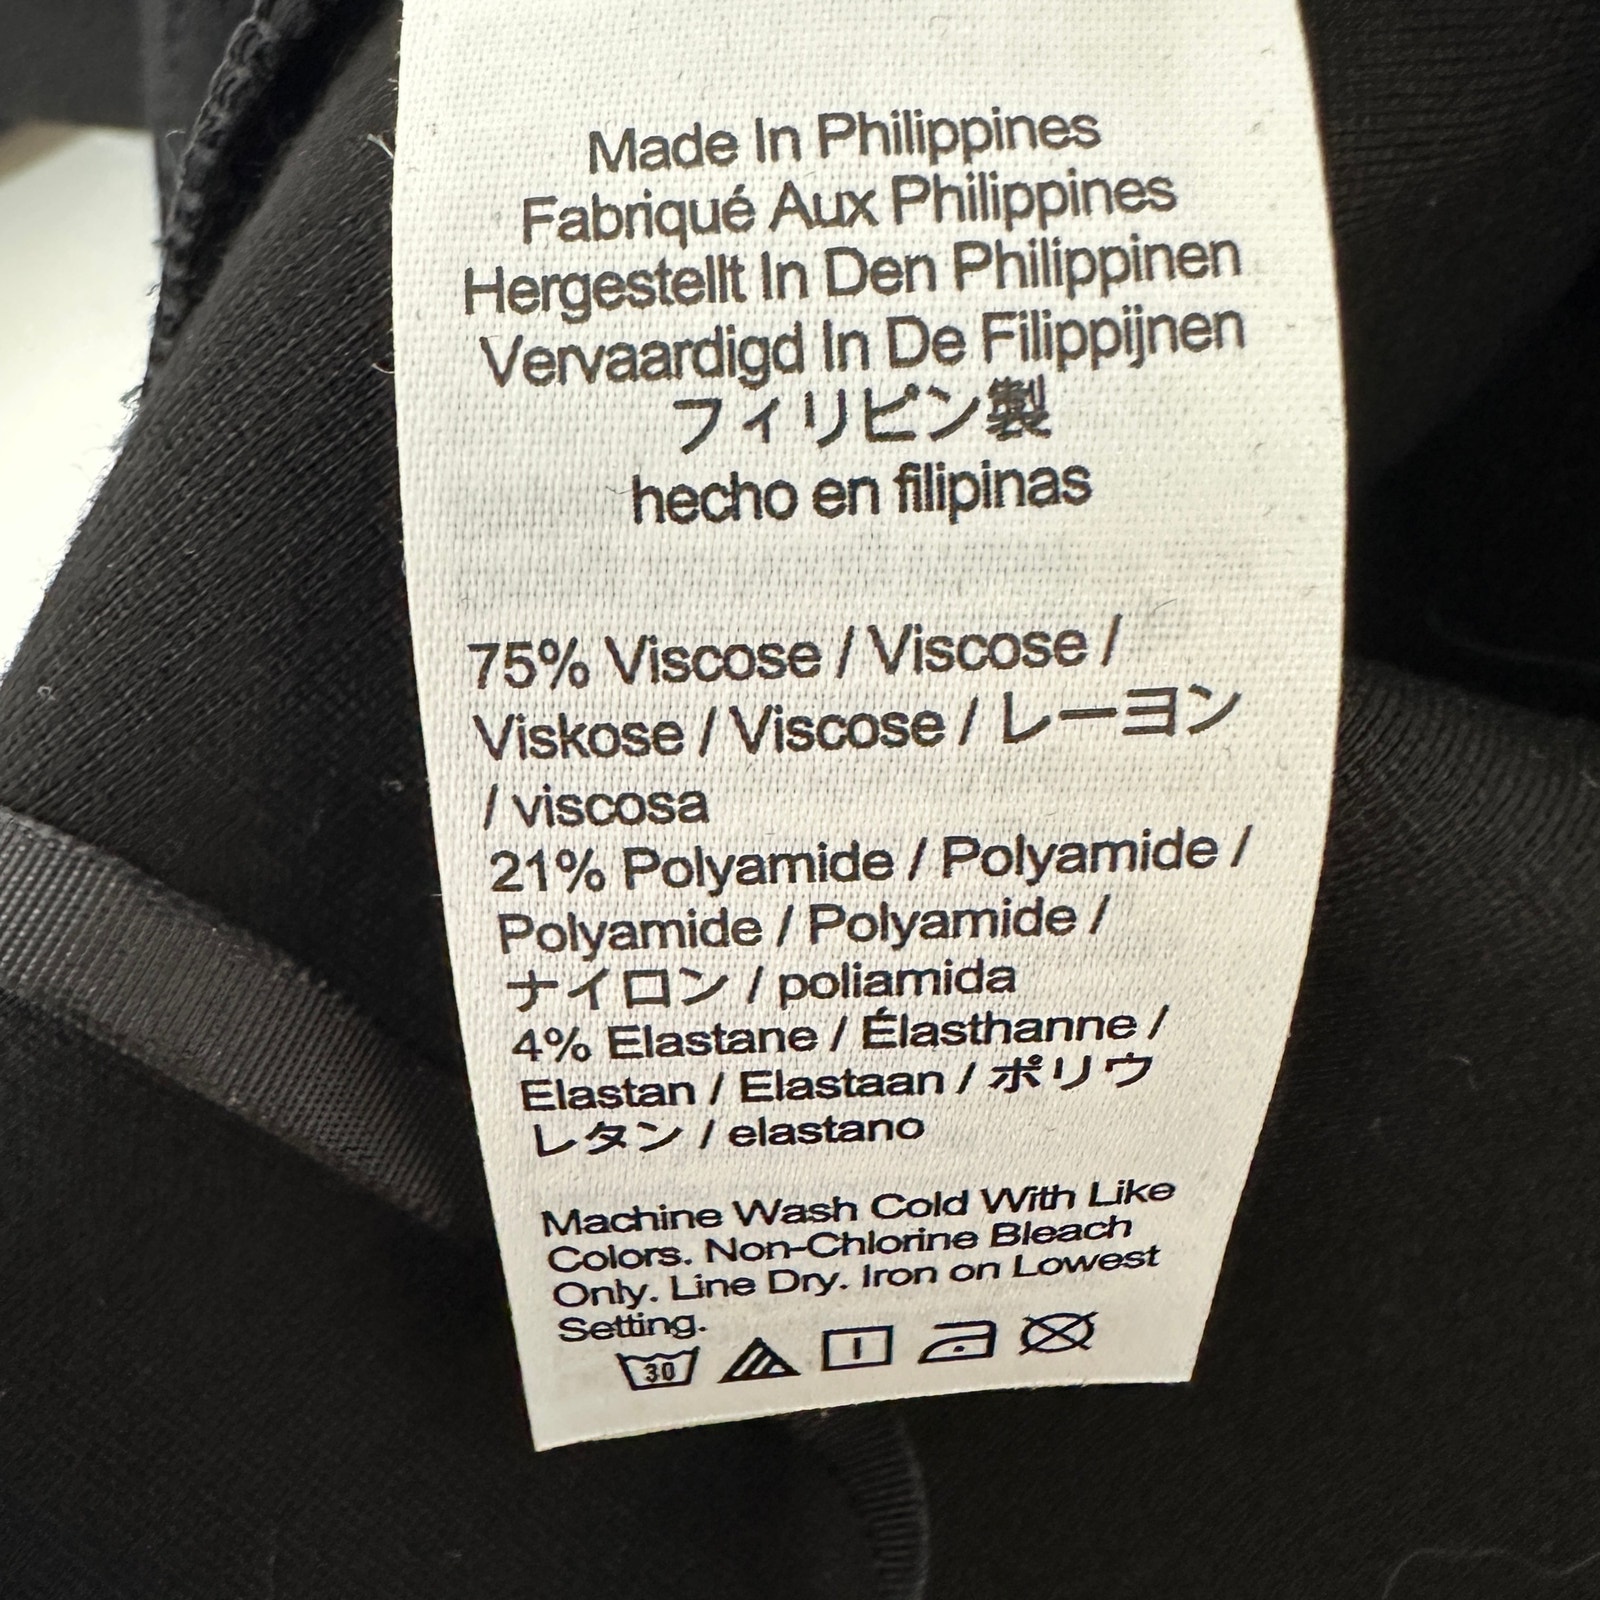 Made In Philippines
Fabriqué Aux Philippines
Hergestellt In Den Philippinen
Vervaardigd In De Filippijnen
フィリピン製
hecho en filipinas
75% Viscose / Viscose /
Viskose / Viscose / レーヨン
/ viscosa
21% Polyamide / Polyamide /
Polyamide / Polyamide /
ナイロン / poliamida
4% Elastane / Élasthanne /
Elastan / Elastaan / ポリウ
レタン / elastano
Machine Wash Cold With Like
Colors. Non-Chlorine Bleach
Only. Line Dry. Iron on Lowest
Setting.
30